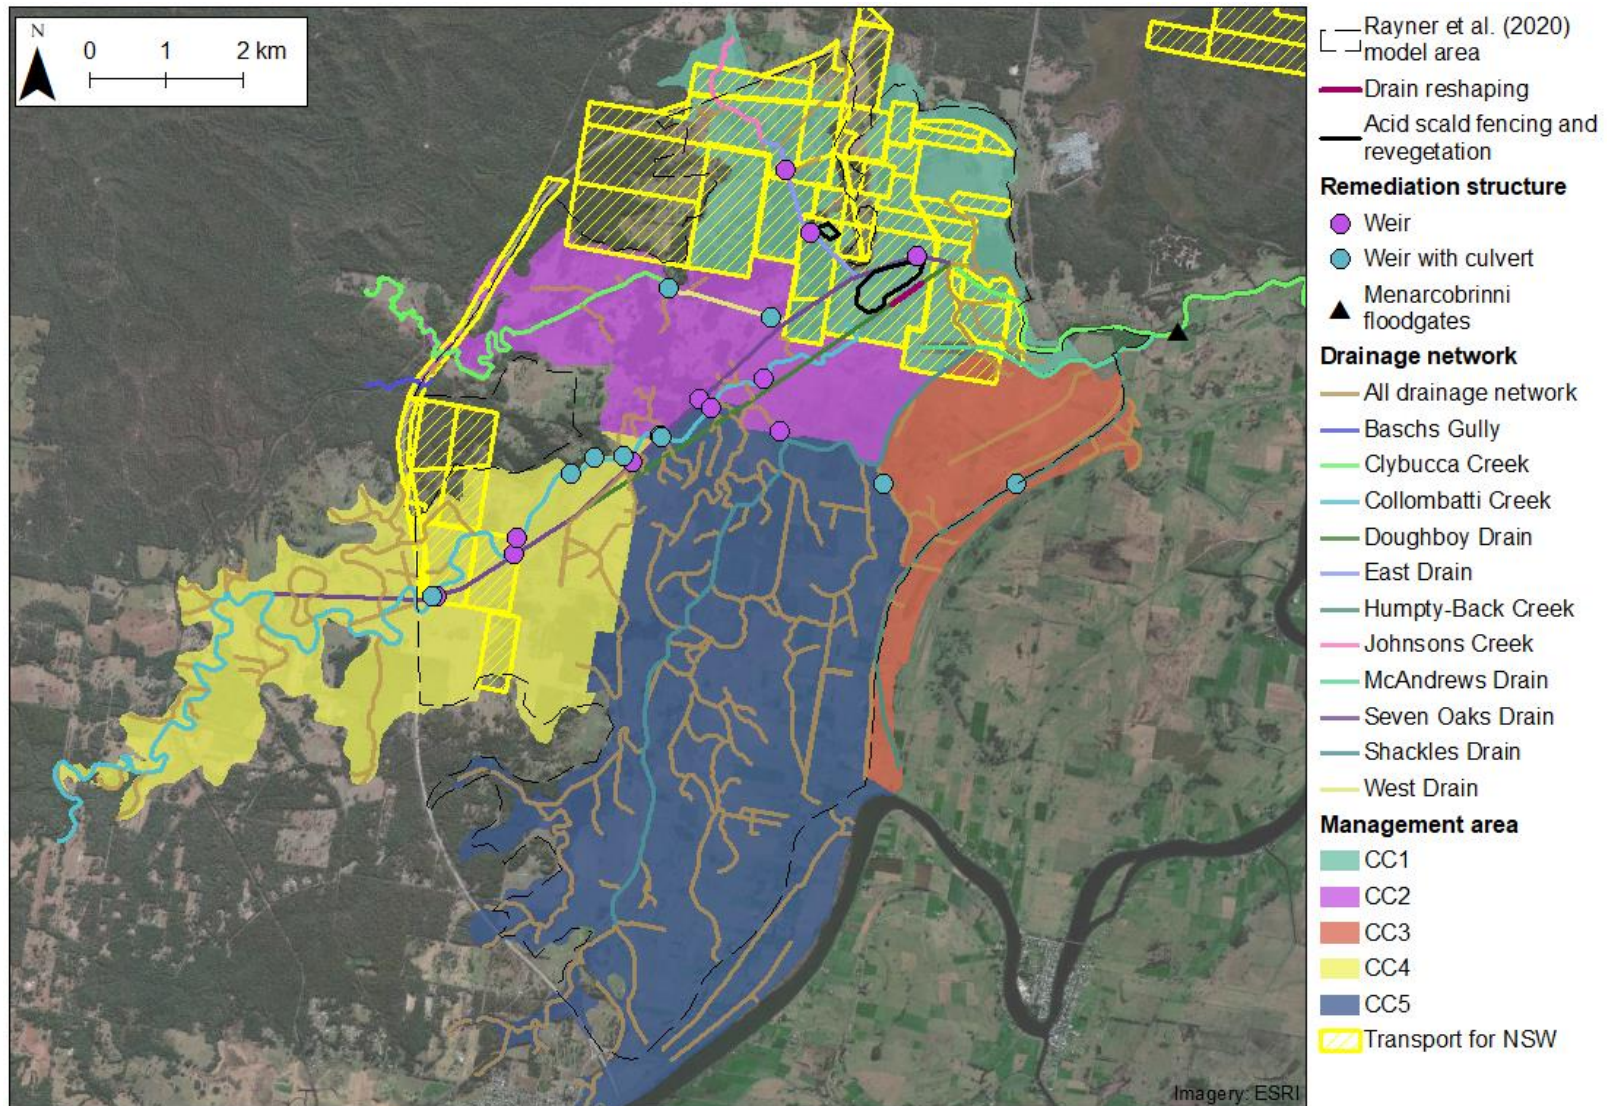 N
0 1 2 km
Rayner et al. (2020)
model area
Drain reshaping
Acid scald fencing and
revegetation
Remediation structure
Weir
Weir with culvert
Menarcobrinni
floodgates
Drainage network
All drainage network
Baschs Gully
Clybucca Creek
Collombatti Creek
Doughboy Drain
East Drain
Humpty-Back Creek
Johnsons Creek
McAndrews Drain
Seven Oaks Drain
Shackles Drain
West Drain
Management area
CC1
CC2
CC3
CC4
CC5
Transport for NSW
Imagery: ESRI